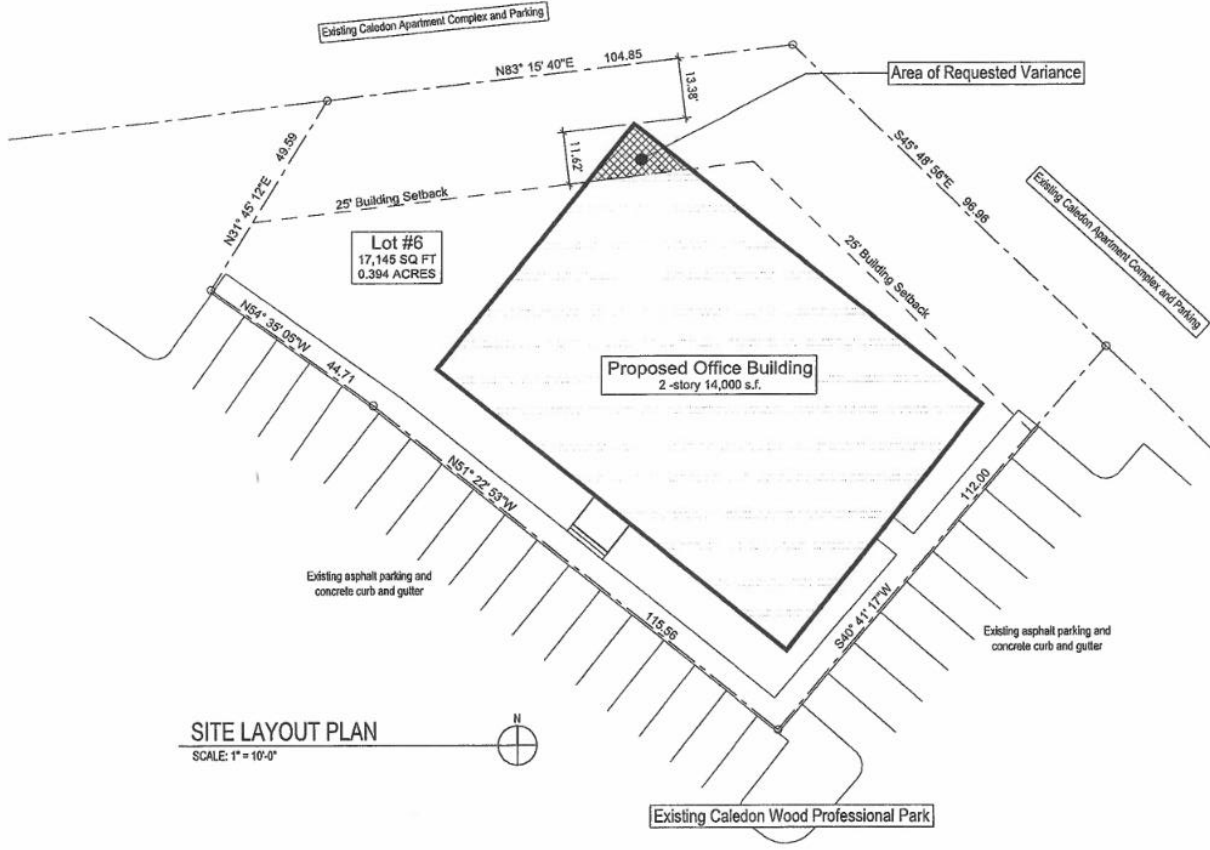 Existing Caledon Apartment Complex and Parking
N83° 15' 40"E 104.85
13.38'
Area of Requested Variance
N31° 45' 12"E 49.59
11.62'
S45° 48' 56"E 96.96
Existing Caledon Apartment Complex and Parking
25' Building Setback
25' Building Setback
Lot #6
17,145 SQ FT
0.394 ACRES
N54° 35' 05"W 44.71
Proposed Office Building
2 -story 14,000 s.f.
N51° 22' 53"W 115.56
S40° 41' 17"W 112.00
Existing asphalt parking and
concrete curb and gutter
Existing asphalt parking and
concrete curb and gutter
SITE LAYOUT PLAN
SCALE: 1" = 10'-0"
N
Existing Caledon Wood Professional Park